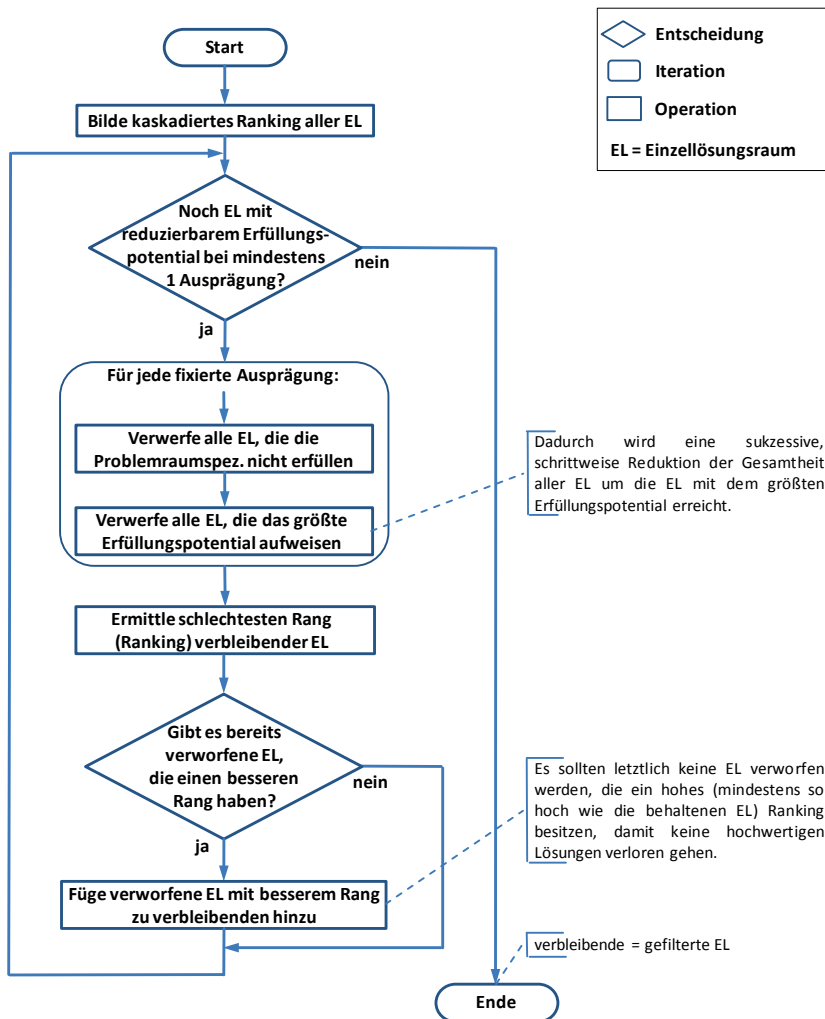 Start
Entscheidung
Iteration
Operation
EL = Einzellösungsraum
Bilde kaskadiertes Ranking aller EL
Noch EL mit
reduzierbarem Erfüllungs-
potential bei mindestens
1 Ausprägung?
nein
ja
Für jede fixierte Ausprägung:
Verwerfe alle EL, die die
Problemraumspez. nicht erfüllen
Verwerfe alle EL, die das größte
Erfüllungspotential aufweisen
Dadurch wird eine sukzessive,
schrittweise Reduktion der Gesamtheit
aller EL um die EL mit dem größten
Erfüllungspotential erreicht.
Ermittle schlechtesten Rang
(Ranking) verbleibender EL
Gibt es bereits
verworfene EL,
die einen besseren
Rang haben?
nein
ja
Es sollten letztlich keine EL verworfen
werden, die ein hohes (mindestens so
hoch wie die behaltenen EL) Ranking
besitzen, damit keine hochwertigen
Lösungen verloren gehen.
Füge verworfene EL mit besserem Rang
zu verbleibenden hinzu
verbleibende = gefilterte EL
Ende